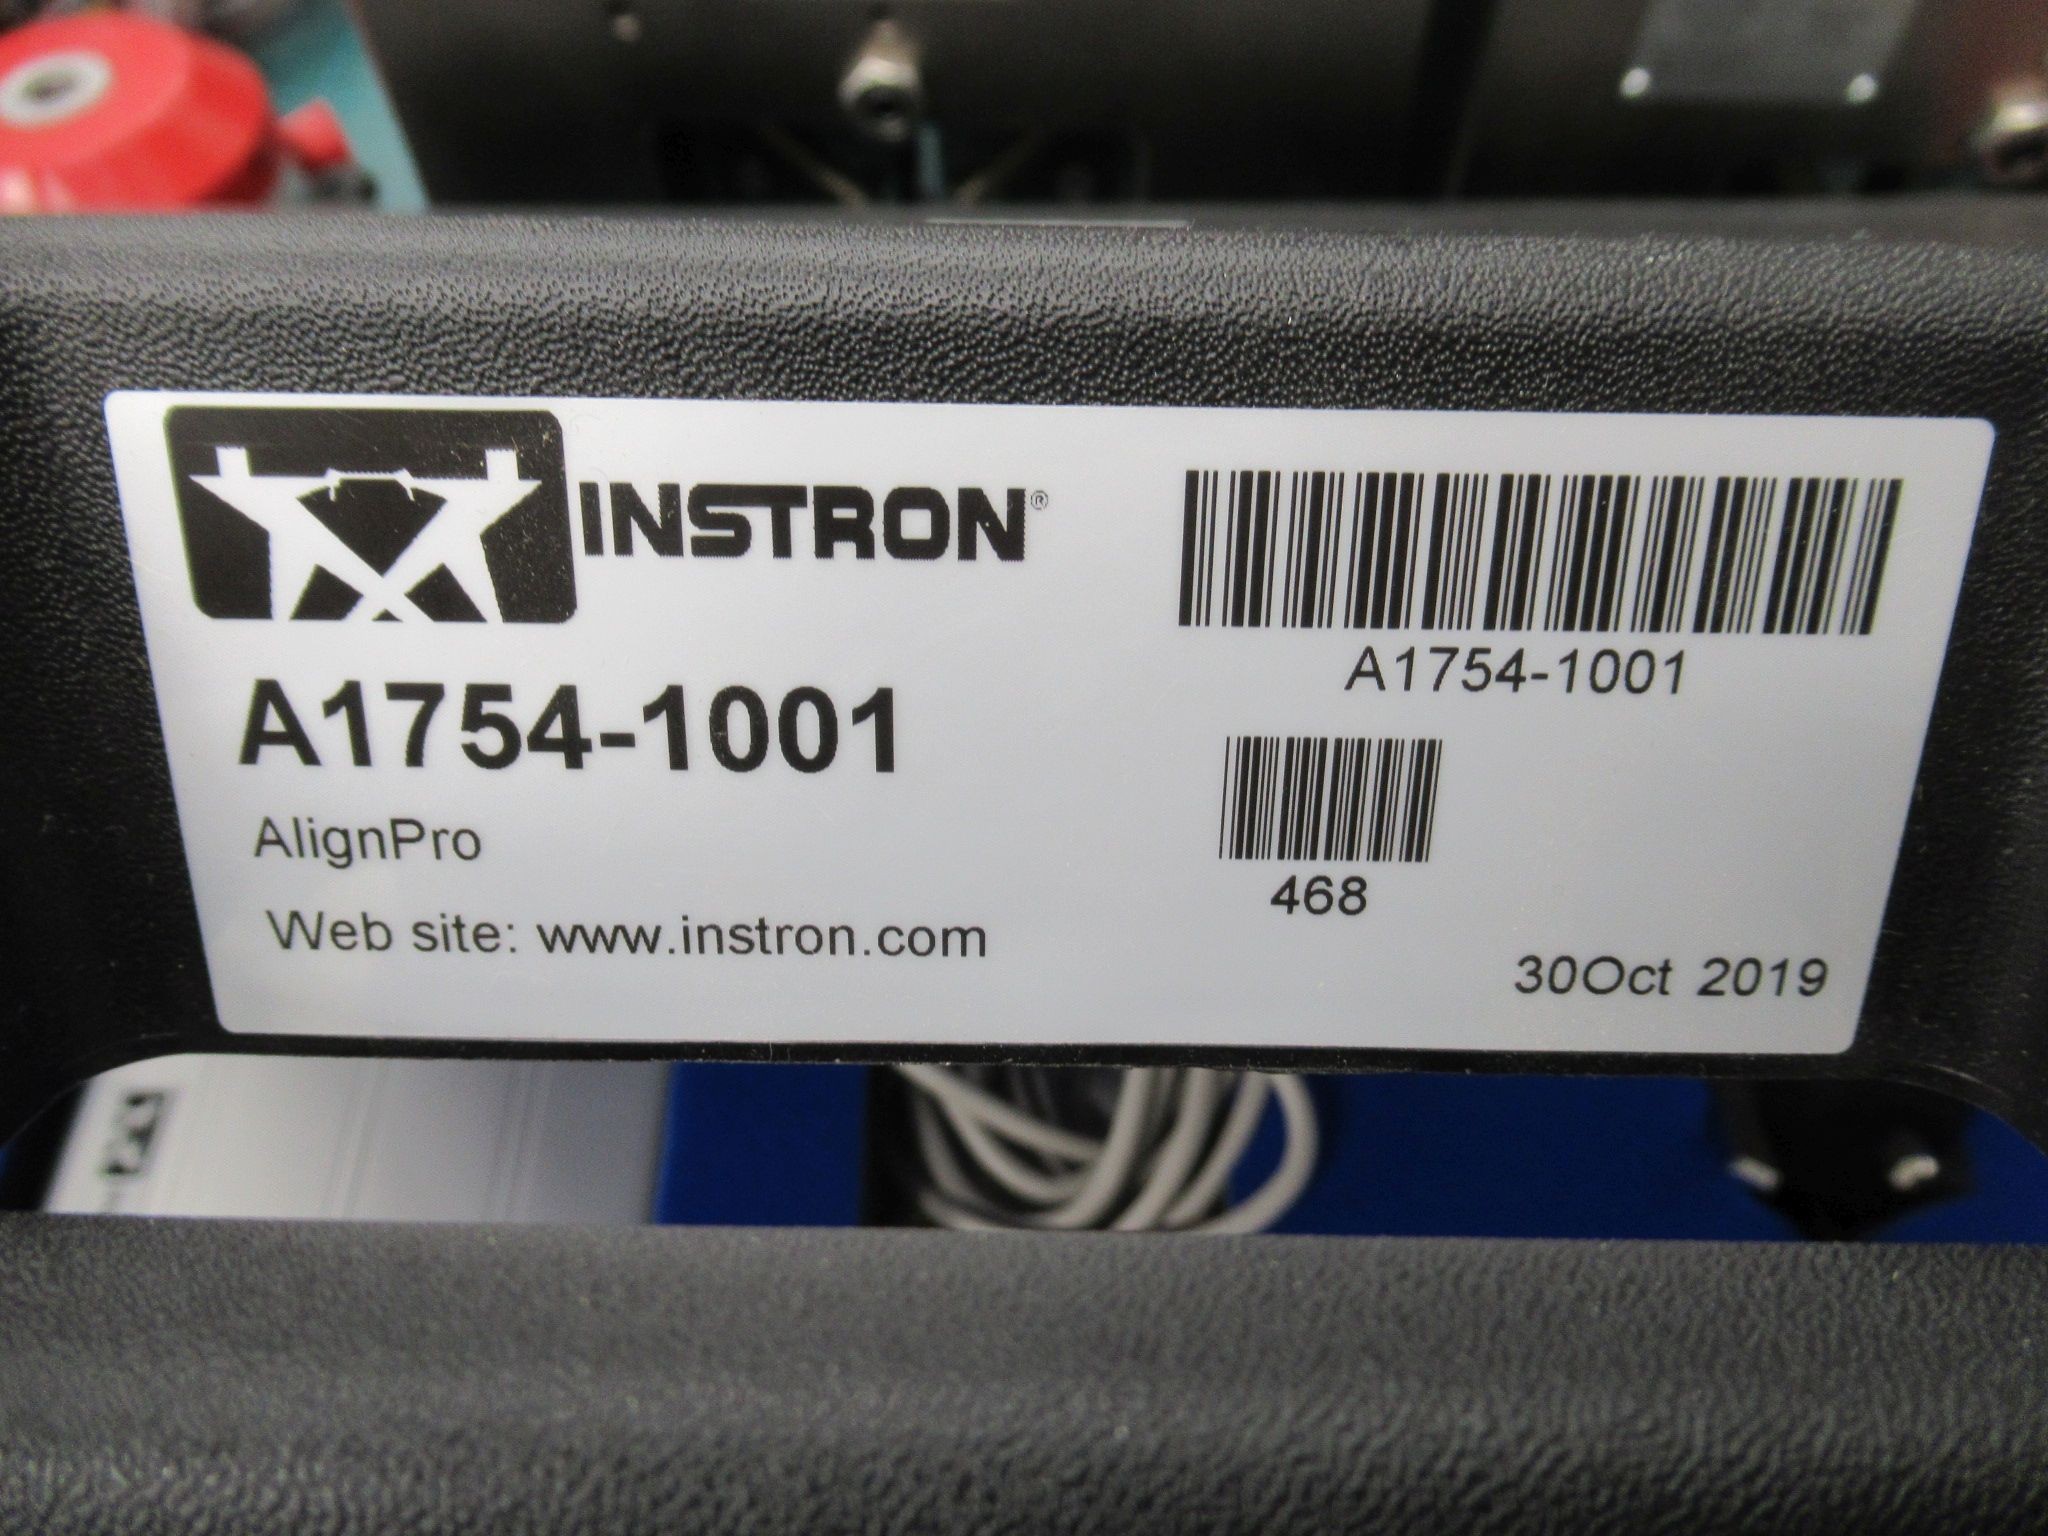 INSTRON®
A1754-1001
AlignPro
Web site: www.instron.com
A1754-1001
468
30Oct 2019